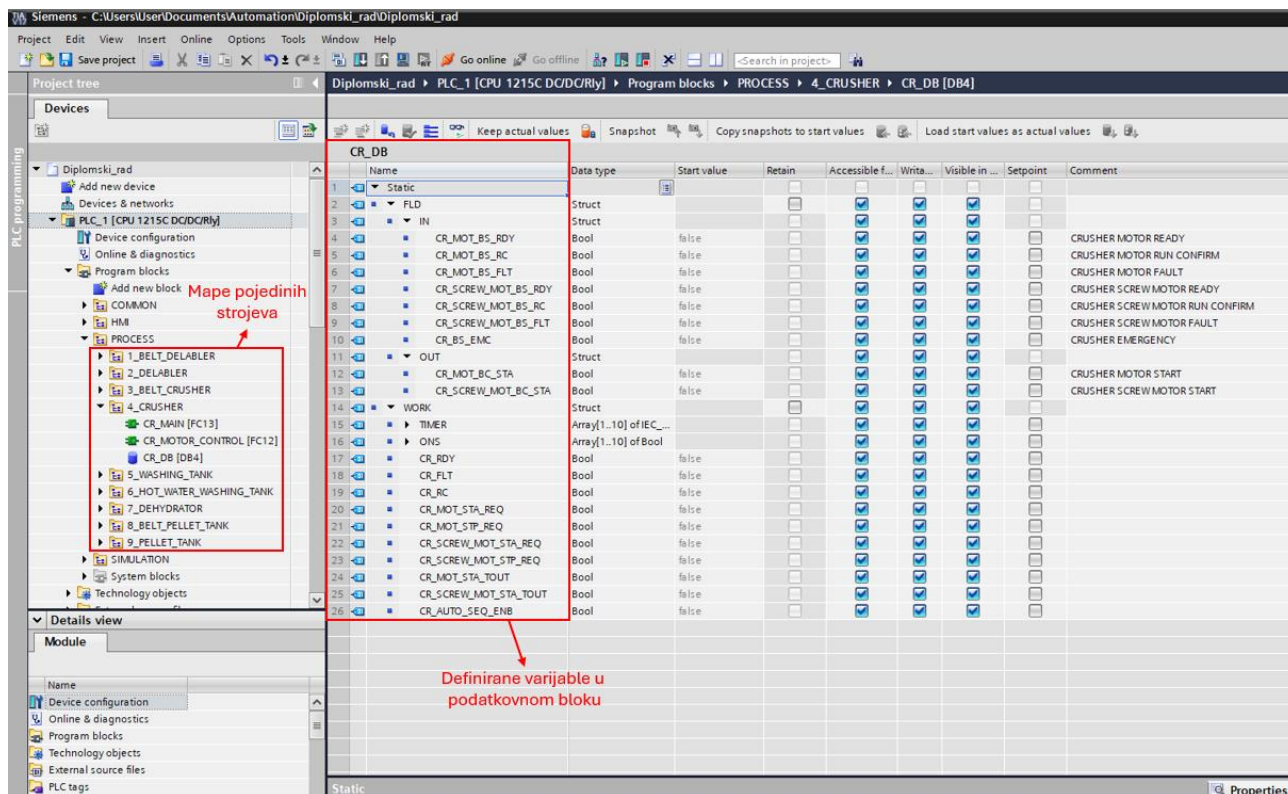 Siemens - C:\Users\User\Documents\Automation\Diplomski_rad\Diplomski_rad
Project Edit View Insert Online Options Tools Window Help
Save project Go online Go offline <Search in project>
Project tree
Diplomski_rad ▸ PLC_1 [CPU 1215C DC/DC/Rly] ▸ Program blocks ▸ PROCESS ▸ 4_CRUSHER ▸ CR_DB [DB4]
Devices
PLC programming
Keep actual values Snapshot Copy snapshots to start values Load start values as actual values
CR_DB
Name Data type Start value Retain Accessible f... Writa... Visible in ... Setpoint Comment
1 Static
2 FLD Struct
3 IN Struct
4 CR_MOT_BS_RDY Bool false CRUSHER MOTOR READY
5 CR_MOT_BS_RC Bool false CRUSHER MOTOR RUN CONFIRM
6 CR_MOT_BS_FLT Bool false CRUSHER MOTOR FAULT
7 CR_SCREW_MOT_BS_RDY Bool false CRUSHER SCREW MOTOR READY
8 CR_SCREW_MOT_BS_RC Bool false CRUSHER SCREW MOTOR RUN CONFIRM
9 CR_SCREW_MOT_BS_FLT Bool false CRUSHER SCREW MOTOR FAULT
10 CR_BS_EMC Bool false CRUSHER EMERGENCY
11 OUT Struct
12 CR_MOT_BC_STA Bool false CRUSHER MOTOR START
13 CR_SCREW_MOT_BC_STA Bool false CRUSHER SCREW MOTOR START
14 WORK Struct
15 TIMER Array[1..10] of IEC_...
16 ONS Array[1..10] of Bool
17 CR_RDY Bool false
18 CR_FLT Bool false
19 CR_RC Bool false
20 CR_MOT_STA_REQ Bool false
21 CR_MOT_STP_REQ Bool false
22 CR_SCREW_MOT_STA_REQ Bool false
23 CR_SCREW_MOT_STP_REQ Bool false
24 CR_MOT_STA_TOUT Bool false
25 CR_SCREW_MOT_STA_TOUT Bool false
26 CR_AUTO_SEQ_ENB Bool false
Diplomski_rad
Add new device
Devices & networks
PLC_1 [CPU 1215C DC/DC/Rly]
Device configuration
Online & diagnostics
Program blocks
Add new block
COMMON
HMI
PROCESS
1_BELT_DELABLER
2_DELABLER
3_BELT_CRUSHER
4_CRUSHER
CR_MAIN [FC13]
CR_MOTOR_CONTROL [FC12]
CR_DB [DB4]
5_WASHING_TANK
6_HOT_WATER_WASHING_TANK
7_DEHYDRATOR
8_BELT_PELLET_TANK
9_PELLET_TANK
SIMULATION
System blocks
Technology objects
Mape pojedinih
strojeva
Definirane varijable u
podatkovnom bloku
Details view
Module
Name
Device configuration
Online & diagnostics
Program blocks
Technology objects
External source files
PLC tags
Static
Properties